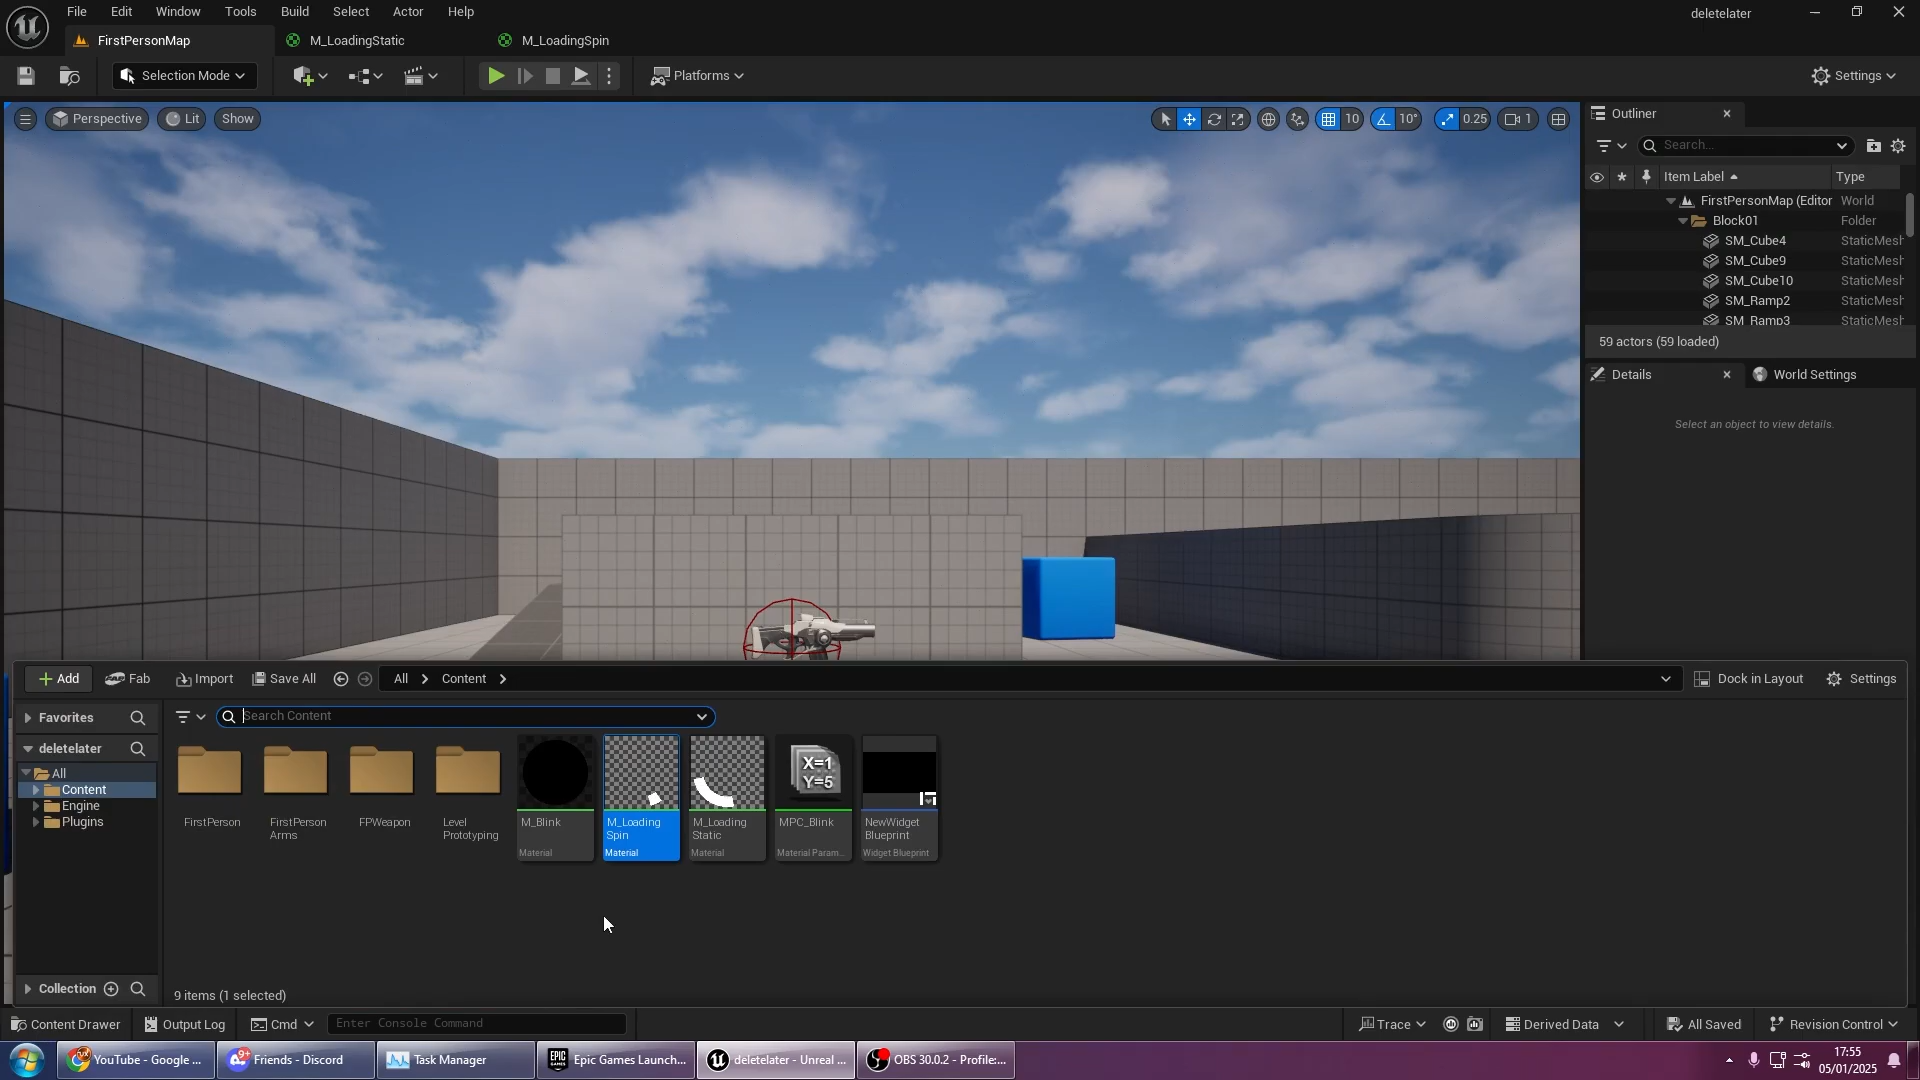 File Edit Window Tools Build Select Actor Help
deletelater
FirstPersonMap
M_LoadingStatic
M_LoadingSpin
Selection Mode
Platforms
Settings
Perspective
Lit
Show
10
10°
0.25
1
Outliner
Search...
Item Label
Type
FirstPersonMap (Editor
World
Block01
Folder
SM_Cube4
StaticMesh
SM_Cube9
StaticMesh
SM_Cube10
StaticMesh
SM_Ramp2
StaticMesh
SM_Ramp3
StaticMesh
59 actors (59 loaded)
Details
World Settings
Select an object to view details.
Add
Fab
Import
Save All
All
Content
Dock in Layout
Settings
Favorites
Search Content
deletelater
All
Content
Engine
Plugins
X=1
Y=5
FirstPerson
FirstPerson
Arms
FPWeapon
Level
Prototyping
M_Blink
Material
M_Loading
Spin
Material
M_Loading
Static
Material
MPC_Blink
Material Param...
NewWidget
Blueprint
Widget Blueprint
Collection
9 items (1 selected)
Content Drawer
Output Log
Cmd
Enter Console Command
Trace
Derived Data
All Saved
Revision Control
YouTube - Google ...
9+
Friends - Discord
Task Manager
EPIC
GAMES
Epic Games Launch...
deletelater - Unreal ...
OBS 30.0.2 - Profile:...
17:55
05/01/2025